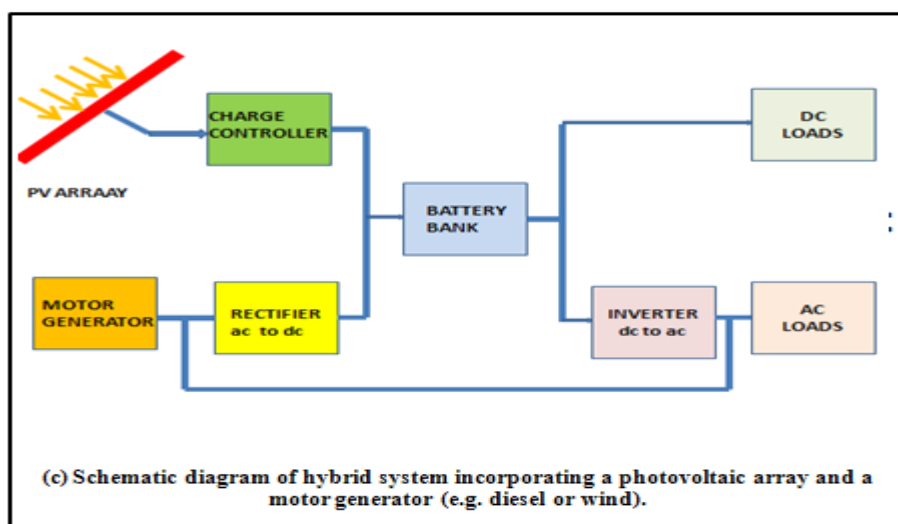 CHARGE
CONTROLLER
DC
LOADS
PV ARRAAY
BATTERY
BANK
MOTOR
GENERATOR
RECTIFIER
ac to dc
INVERTER
dc to ac
AC
LOADS
(c) Schematic diagram of hybrid system incorporating a photovoltaic array and a
motor generator (e.g. diesel or wind).